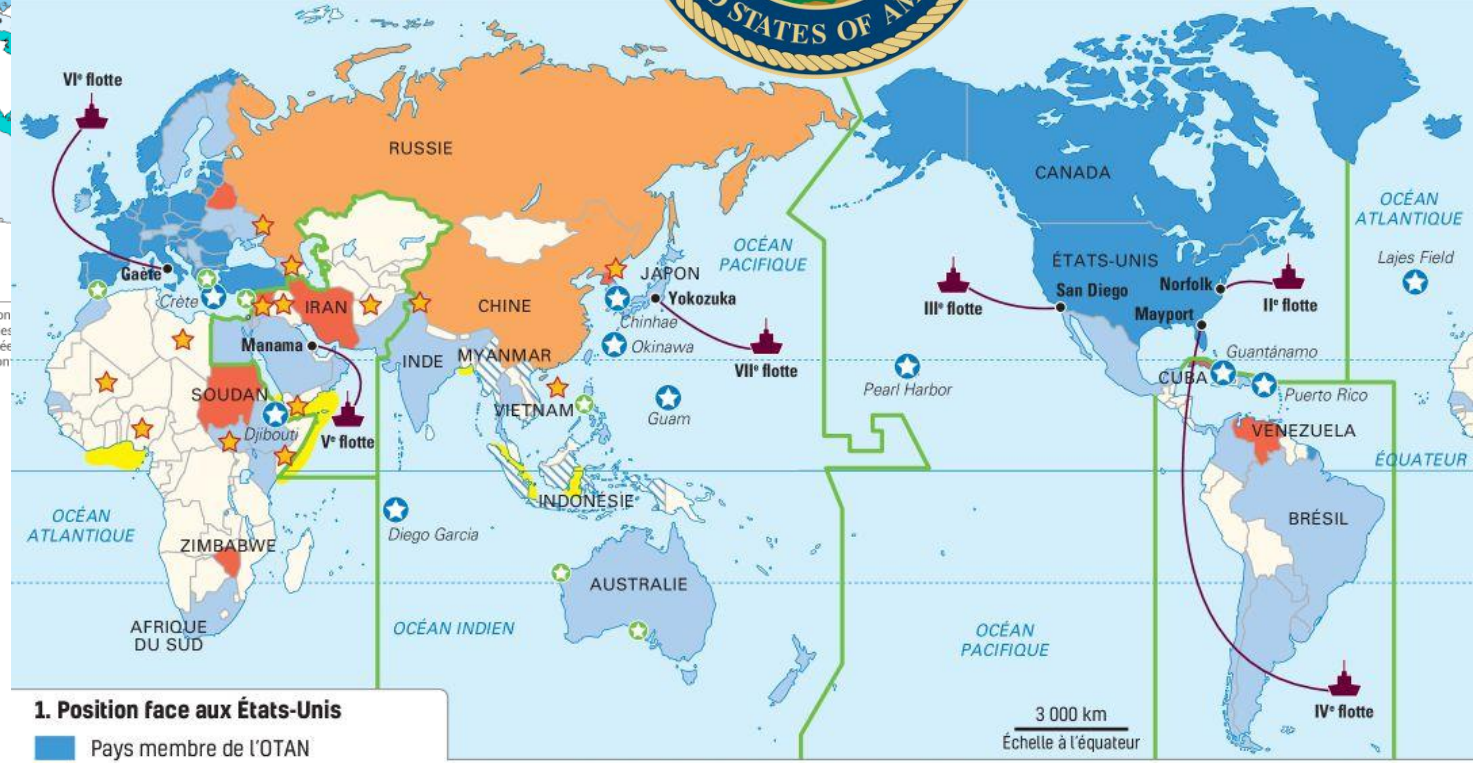 STATES OF AM
VIᵉ flotte
RUSSIE
CANADA
OCÉAN
ATLANTIQUE
OCÉAN
PACIFIQUE
Gaète
Crète
JAPON
Yokozuka
ÉTATS-UNIS
San Diego
Norfolk
Mayport
IIᵉ flotte
IIIᵉ flotte
Lajes Field
IRAN
CHINE
Chinhae
Okinawa
VIIᵉ flotte
Manama
INDE
MYANMAR
Guantánamo
CUBA
Puerto Rico
Pearl Harbor
SOUDAN
Djibouti
Vᵉ flotte
VIETNAM
Guam
VENEZUELA
ÉQUATEUR
INDONÉSIE
OCÉAN
ATLANTIQUE
Diego Garcia
BRÉSIL
ZIMBABWE
AUSTRALIE
AFRIQUE
DU SUD
OCÉAN INDIEN
OCÉAN
PACIFIQUE
1. Position face aux États-Unis
Pays membre de l'OTAN
3 000 km
Échelle à l'équateur
IVᵉ flotte